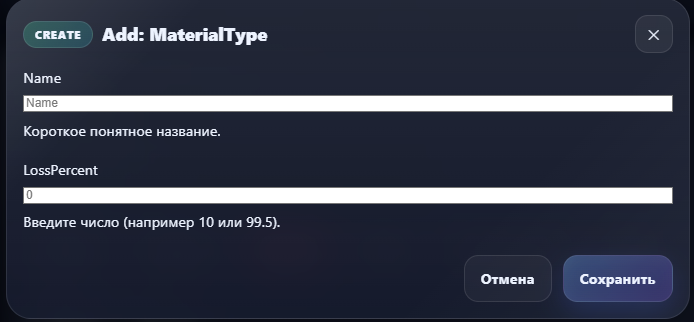 CREATE Add: MaterialType ×
Name
Name
Короткое понятное название.
LossPercent
0
Введите число (например 10 или 99.5).
Отмена Сохранить